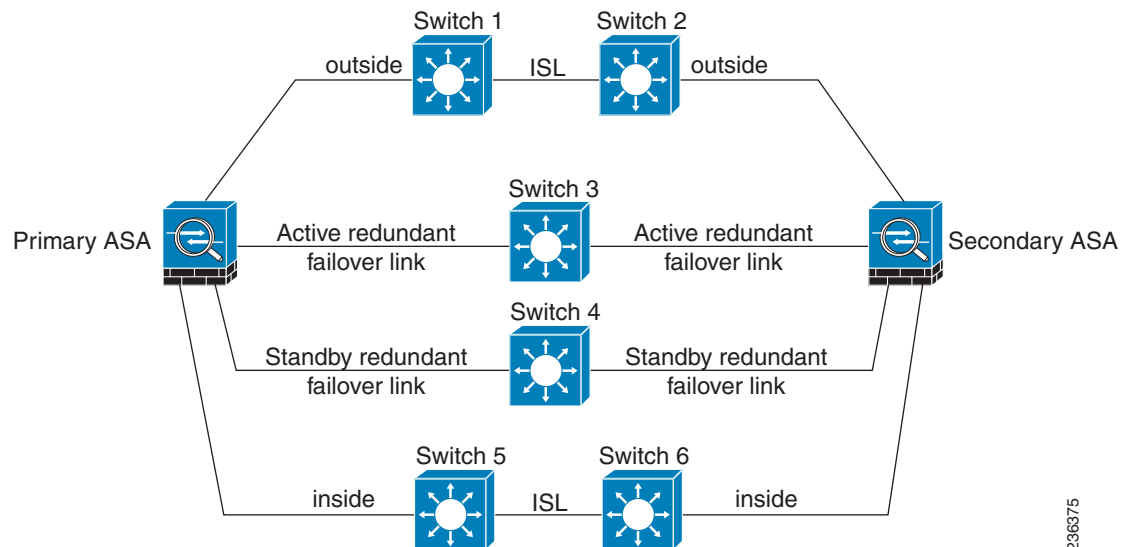 Switch 1
Switch 2
outside
ISL
outside
Switch 3
Primary ASA
Active redundant
failover link
Active redundant
failover link
Secondary ASA
Switch 4
Standby redundant
failover link
Standby redundant
failover link
Switch 5
Switch 6
inside
ISL
inside
236375